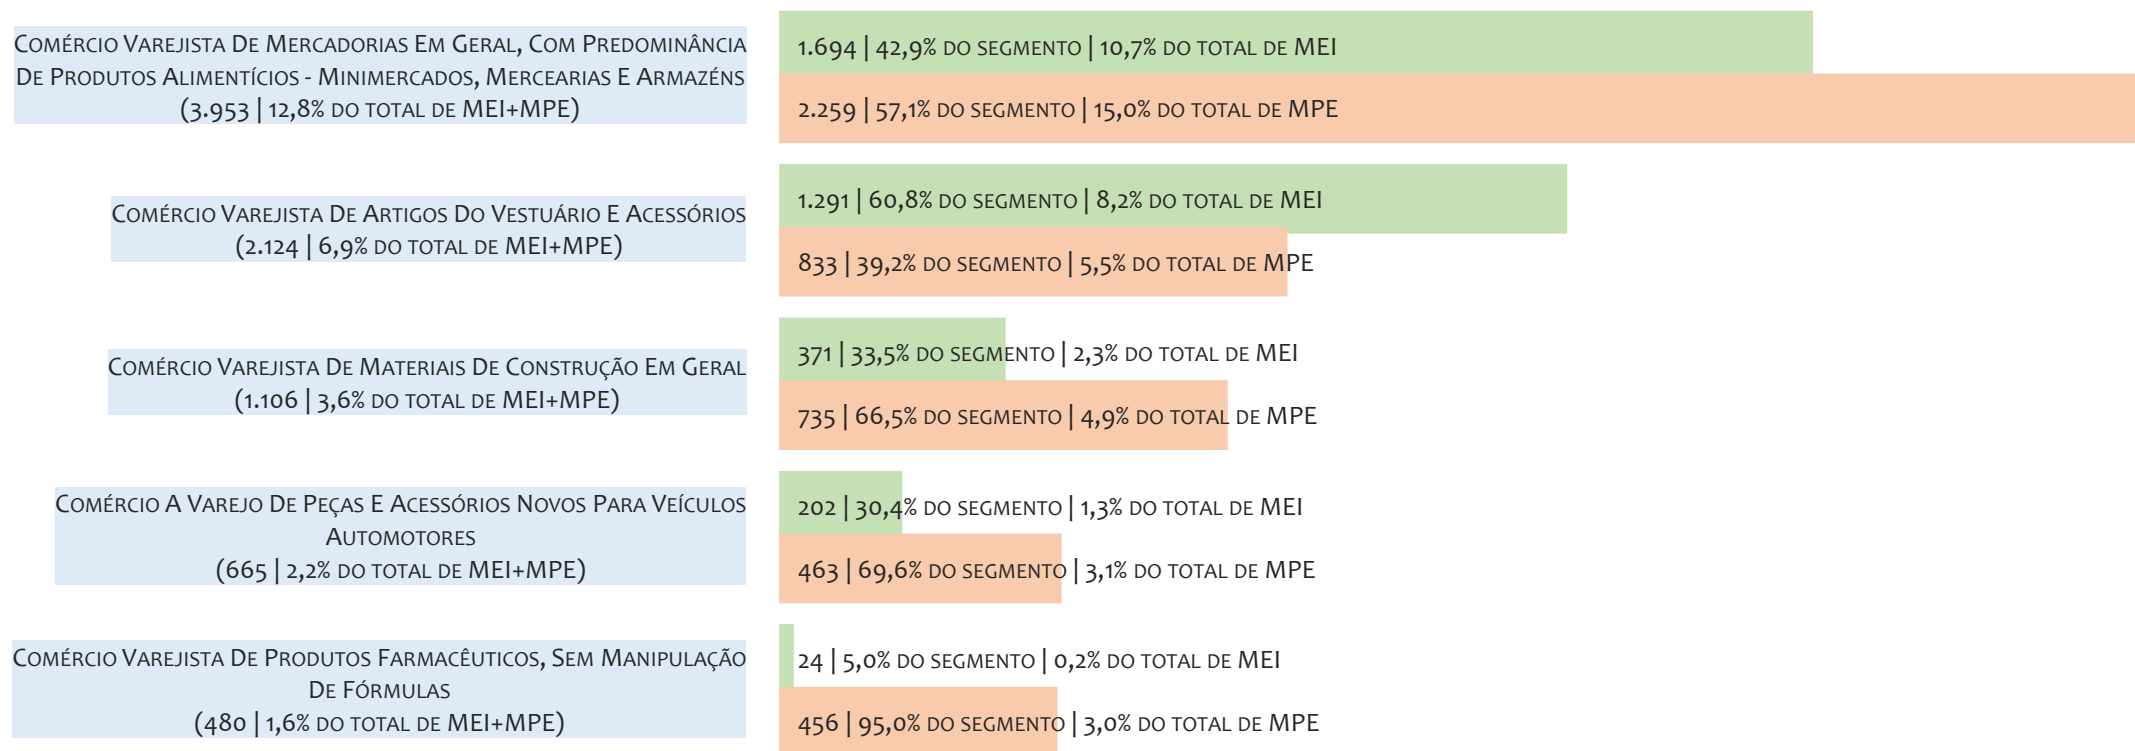 Comércio Varejista De Mercadorias Em Geral, Com Predominância
De Produtos Alimentícios - Minimercados, Mercearias E Armazéns
(3.953 | 12,8% do total de MEI+MPE)
1.694 | 42,9% do segmento | 10,7% do total de MEI
2.259 | 57,1% do segmento | 15,0% do total de MPE
Comércio Varejista De Artigos Do Vestuário E Acessórios
(2.124 | 6,9% do total de MEI+MPE)
1.291 | 60,8% do segmento | 8,2% do total de MEI
833 | 39,2% do segmento | 5,5% do total de MPE
Comércio Varejista De Materiais De Construção Em Geral
(1.106 | 3,6% do total de MEI+MPE)
371 | 33,5% do segmento | 2,3% do total de MEI
735 | 66,5% do segmento | 4,9% do total de MPE
Comércio A Varejo De Peças E Acessórios Novos Para Veículos
Automotores
(665 | 2,2% do total de MEI+MPE)
202 | 30,4% do segmento | 1,3% do total de MEI
463 | 69,6% do segmento | 3,1% do total de MPE
Comércio Varejista De Produtos Farmacêuticos, Sem Manipulação
De Fórmulas
(480 | 1,6% do total de MEI+MPE)
24 | 5,0% do segmento | 0,2% do total de MEI
456 | 95,0% do segmento | 3,0% do total de MPE